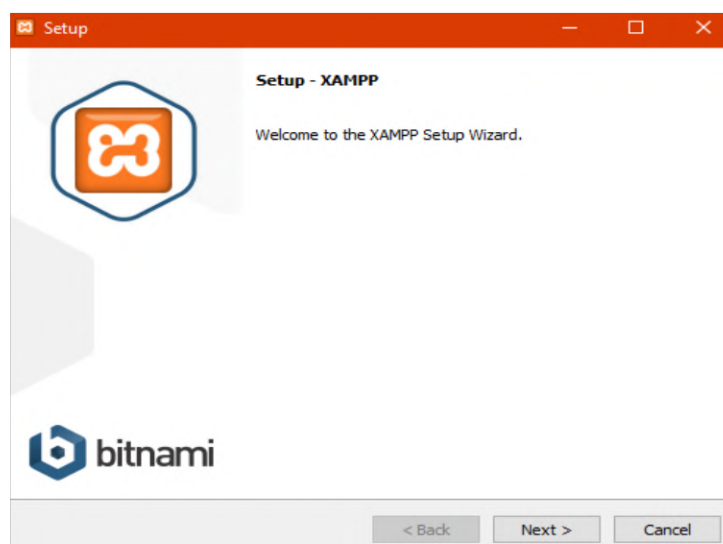 Setup
Setup - XAMPP
Welcome to the XAMPP Setup Wizard.
bitnami
< Back
Next >
Cancel